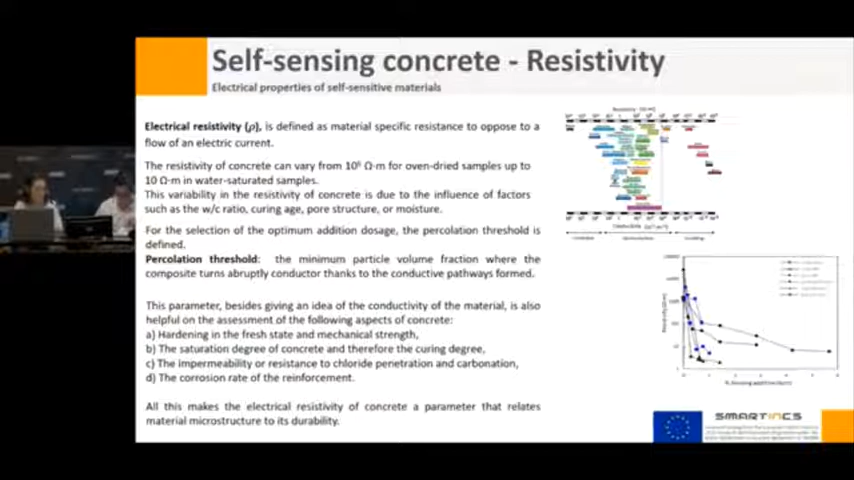 Self-sensing concrete - Resistivity
Electrical properties of self-sensitive materials
Electrical resistivity (ρ), is defined as material specific resistance to oppose to a
flow of an electric current.
The resistivity of concrete can vary from 10⁶ Ω·m for oven-dried samples up to
10 Ω·m in water-saturated samples.
This variability in the resistivity of concrete is due to the influence of factors
such as the w/c ratio, curing age, pore structure, or moisture.
For the selection of the optimum addition dosage, the percolation threshold is
defined.
Percolation threshold: the minimum particle volume fraction where the
composite turns abruptly conductor thanks to the conductive pathways formed.
This parameter, besides giving an idea of the conductivity of the material, is also
helpful on the assessment of the following aspects of concrete:
a) Hardening in the fresh state and mechanical strength,
b) The saturation degree of concrete and therefore the curing degree,
c) The impermeability or resistance to chloride penetration and carbonation,
d) The corrosion rate of the reinforcement.
All this makes the electrical resistivity of concrete a parameter that relates
material microstructure to its durability.
SMARTINCS